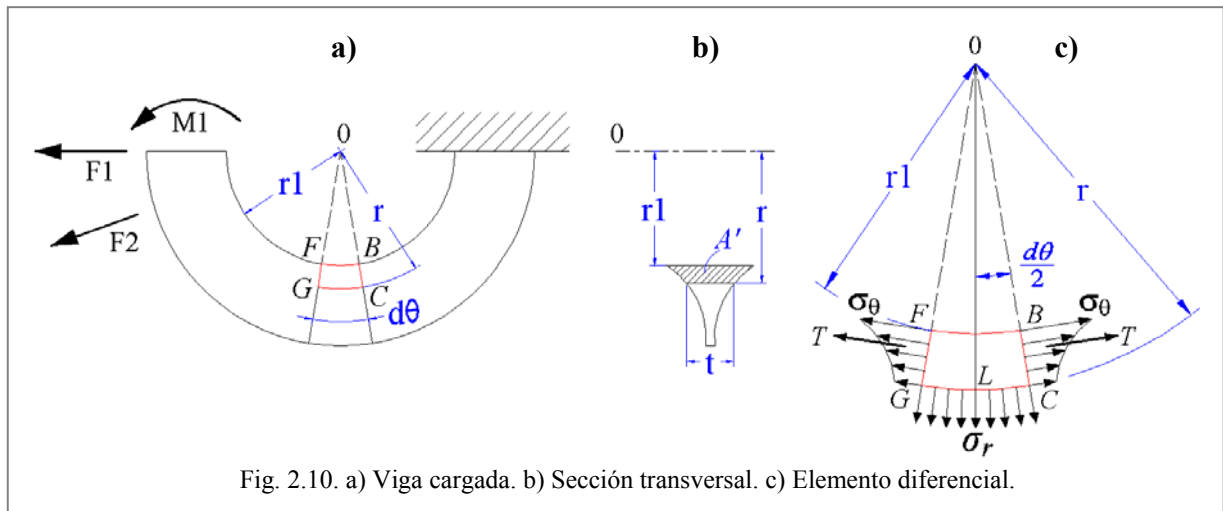 a)
M1
0
F1
F2
r1
r
F
B
G
C
dθ
b)
0
r1
r
A'
t
c)
0
r1
r
dθ
2
σθ
F
B
σθ
T
T
G
L
C
σr
Fig. 2.10. a) Viga cargada. b) Sección transversal. c) Elemento diferencial.